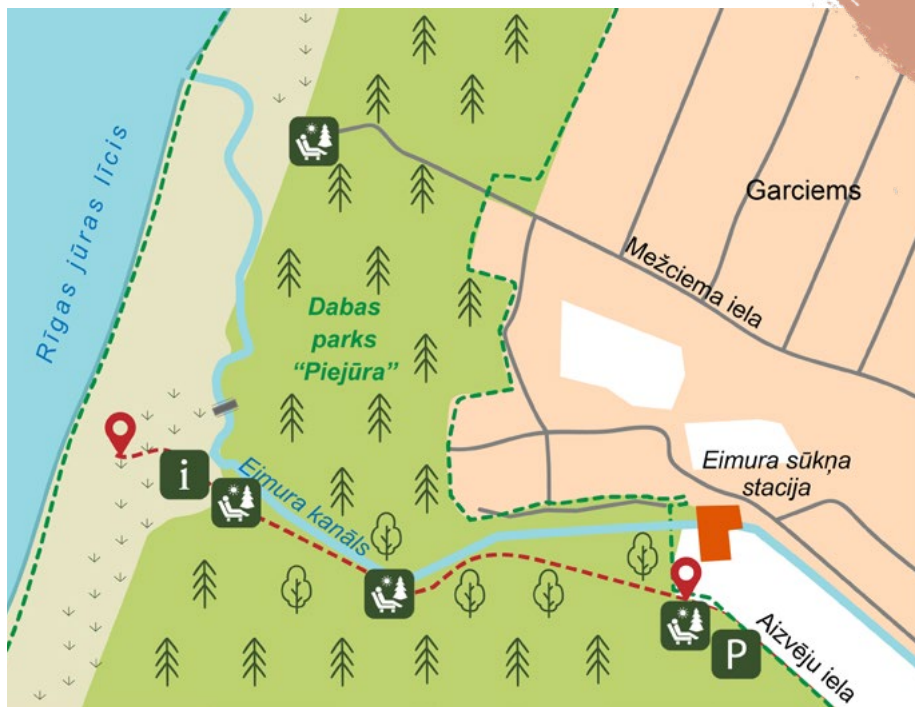 Rīgas jūras līcis
Garciems
Mežciema iela
Dabas
parks
“Piejūra”
Eimura sūkņa
stacija
Eimura kanāls
i
P
Aizvēju iela